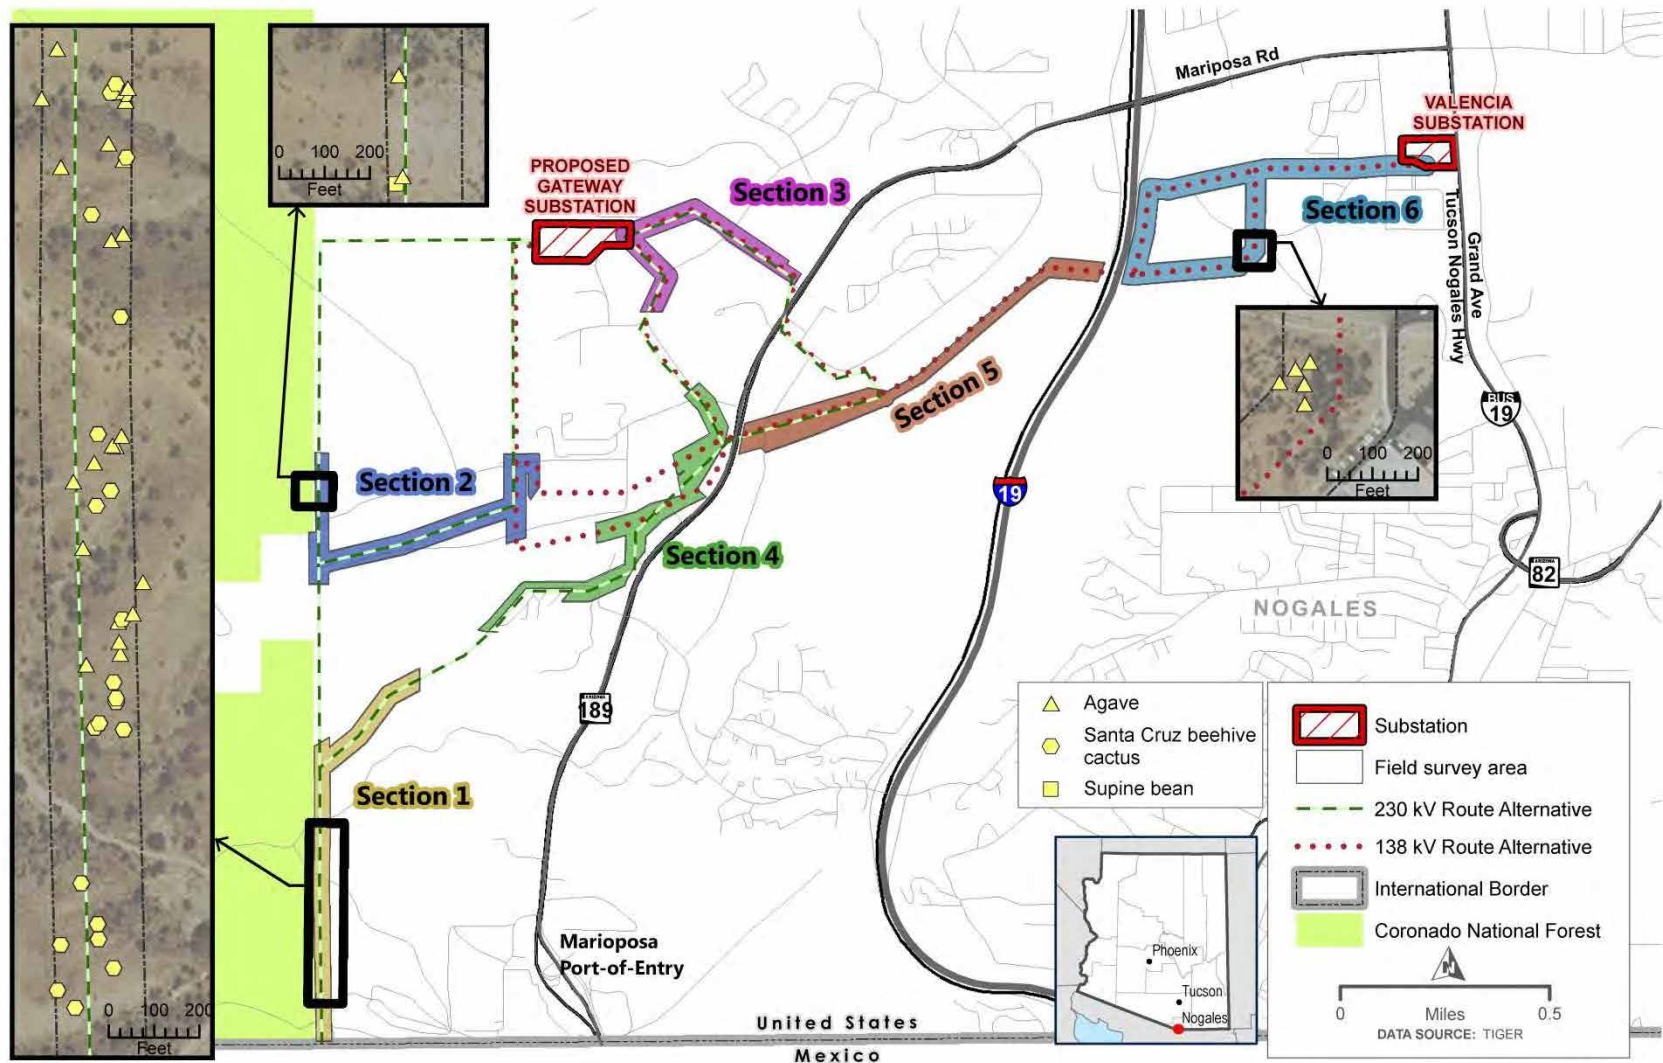 0 100 200
Feet
Mariposa Rd
VALENCIA
SUBSTATION
PROPOSED
GATEWAY
SUBSTATION
Section 3
Section 6
Tucson Nogales Hwy
Grand Ave
Section 5
BUS
19
0 100 200
Feet
Section 2
19
Section 4
ARIZONA
82
NOGALES
ARIZONA
189
Section 1
Agave
Santa Cruz beehive
cactus
Supine bean
Substation
Field survey area
230 kV Route Alternative
138 kV Route Alternative
International Border
Coronado National Forest
N
0 0.5
Miles
DATA SOURCE: TIGER
Phoenix
Tucson
Nogales
Marioposa
Port-of-Entry
0 100 200
Feet
United States
Mexico